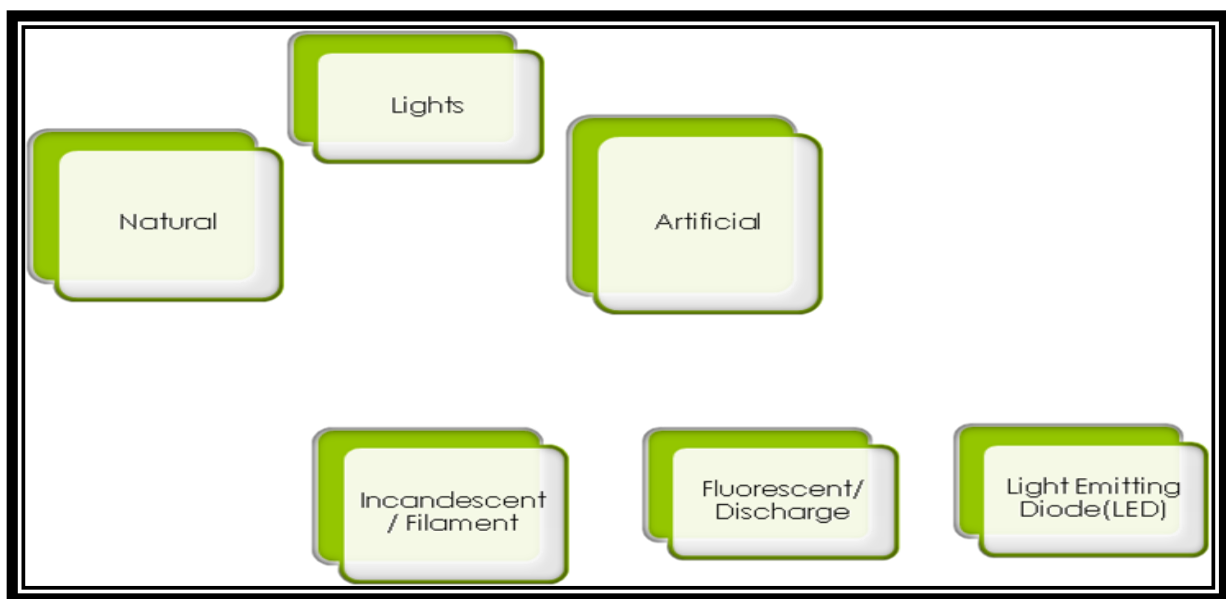 Lights
Natural
Artificial
Incandescent
/ Filament
Fluorescent/
Discharge
Light Emitting
Diode(LED)